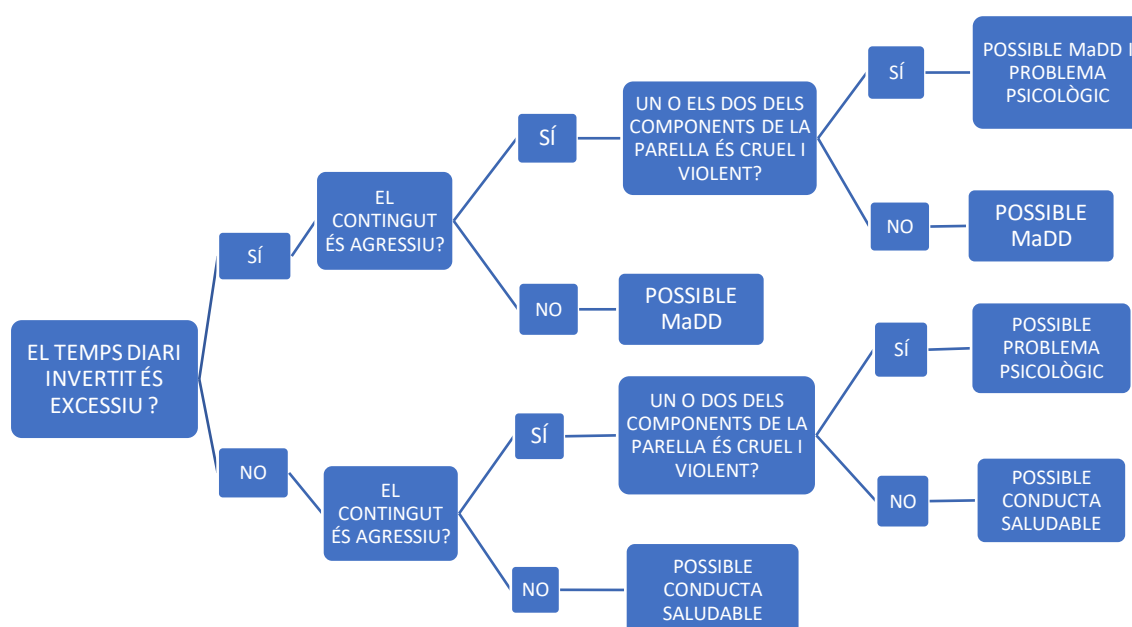 EL TEMPS DIARI
INVERTIT ÉS
EXCESSIU ?
SÍ
EL
CONTINGUT
ÉS AGRESSIU?
SÍ
UN O ELS DOS DELS
COMPONENTS DE LA
PARELLA ÉS CRUEL I
VIOLENT?
SÍ
POSSIBLE MaDD I
PROBLEMA
PSICOLÒGIC
NO
POSSIBLE
MaDD
NO
POSSIBLE
MaDD
NO
EL
CONTINGUT
ÉS AGRESSIU?
SÍ
UN O DOS DELS
COMPONENTS DE LA
PARELLA ÉS CRUEL I
VIOLENT?
SÍ
POSSIBLE
PROBLEMA
PSICOLÒGIC
NO
POSSIBLE
CONDUCTA
SALUDABLE
NO
POSSIBLE
CONDUCTA
SALUDABLE